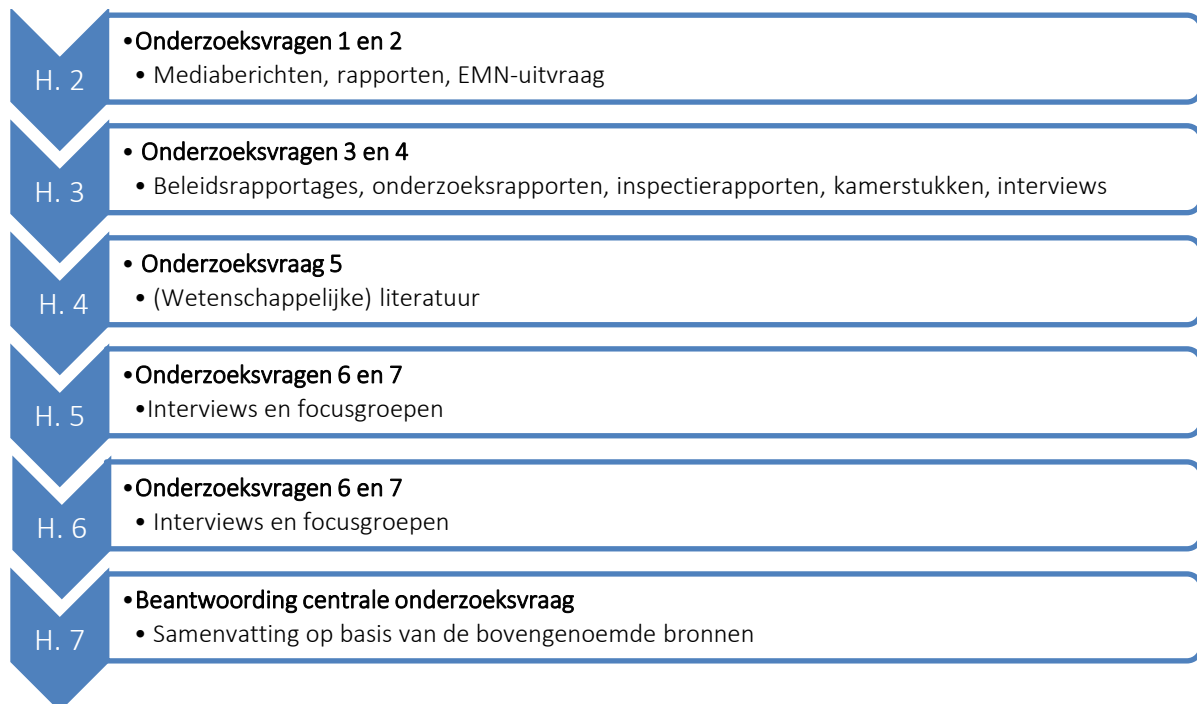 H. 2
•Onderzoeksvragen 1 en 2
• Mediaberichten, rapporten, EMN-uitvraag
H. 3
• Onderzoeksvragen 3 en 4
• Beleidsrapportages, onderzoeksrapporten, inspectierapporten, kamerstukken, interviews
H. 4
• Onderzoeksvraag 5
• (Wetenschappelijke) literatuur
H. 5
•Onderzoeksvragen 6 en 7
•Interviews en focusgroepen
H. 6
•Onderzoeksvragen 6 en 7
• Interviews en focusgroepen
H. 7
•Beantwoording centrale onderzoeksvraag
• Samenvatting op basis van de bovengenoemde bronnen